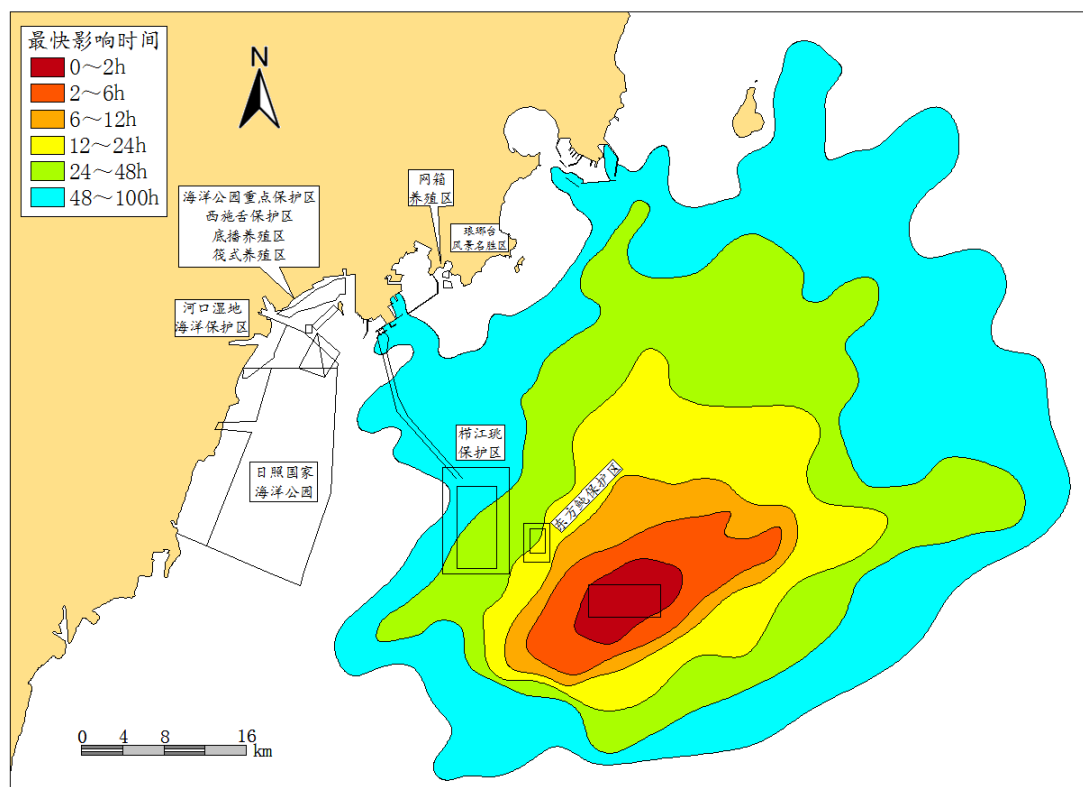 最快影响时间
0～2h
2～6h
6～12h
12～24h
24～48h
48～100h
N
网箱
养殖区
海洋公园重点保护区
西施舌保护区
底播养殖区
筏式养殖区
琅琊台
风景名胜区
河口湿地
海洋保护区
栉江珧
保护区
东方鲀保护区
日照国家
海洋公园
0 4 8 16
km